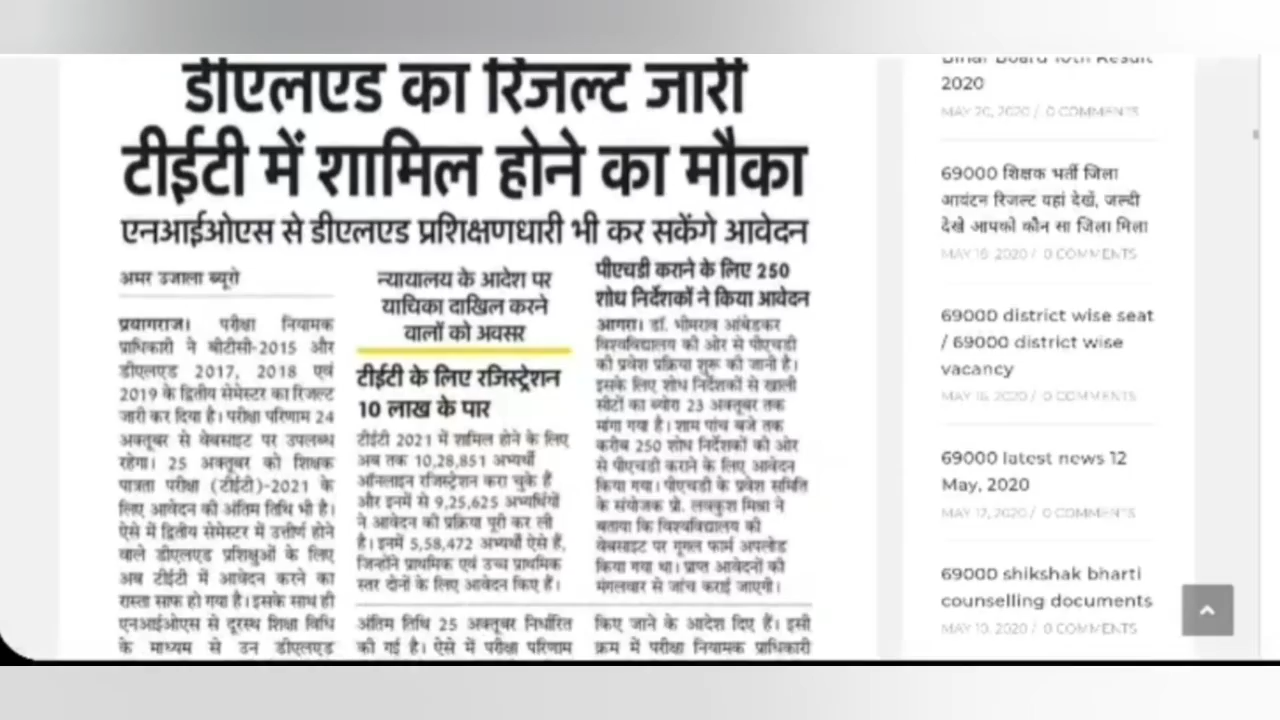 डीएलएड का रिजल्ट जारी
टीईटी में शामिल होने का मौका
एनआईओएस से डीएलएड प्रशिक्षणधारी भी कर सकेंगे आवेदन
अमर उजाला ब्यूरो
प्रयागराज। परीक्षा नियामक
प्राधिकारी ने बीटीसी-2015 और
डीएलएड 2017, 2018 एवं
2019 के द्वितीय सेमेस्टर का रिजल्ट
जारी कर दिया है। परीक्षा परिणाम 24
अक्तूबर से वेबसाइट पर उपलब्ध
रहेगा। 25 अक्तूबर को शिक्षक
पात्रता परीक्षा (टीईटी)-2021 के
लिए आवेदन की अंतिम तिथि भी है।
ऐसे में द्वितीय सेमेस्टर में उत्तीर्ण होने
वाले डीएलएड प्रशिक्षुओं के लिए
अब टीईटी में आवेदन करने का
रास्ता साफ हो गया है। इसके साथ ही
एनआईओएस से दूरस्थ शिक्षा विधि
के माध्यम से उन डीएलएड
न्यायालय के आदेश पर
याचिका दाखिल करने
वालों को अवसर
टीईटी के लिए रजिस्ट्रेशन
10 लाख के पार
टीईटी 2021 में शामिल होने के लिए
अब तक 10,28,851 अभ्यर्थी
ऑनलाइन रजिस्ट्रेशन करा चुके हैं
और इनमें से 9,25,625 अभ्यर्थियों
ने आवेदन की प्रक्रिया पूरी कर ली
है। इनमें 5,58,472 अभ्यर्थी ऐसे हैं,
जिन्होंने प्राथमिक एवं उच्च प्राथमिक
स्तर दोनों के लिए आवेदन किए हैं।
अंतिम तिथि 25 अक्तूबर निर्धारित
की गई है। ऐसे में परीक्षा परिणाम
पीएचडी कराने के लिए 250
शोध निर्देशकों ने किया आवेदन
आगरा। डॉ. भीमराव आंबेडकर
विश्वविद्यालय की ओर से पीएचडी
की प्रवेश प्रक्रिया शुरू की जानी है।
इसके लिए शोध निर्देशकों से खाली
सीटों का ब्योरा 23 अक्तूबर तक
मांगा गया है। शाम पांच बजे तक
करीब 250 शोध निर्देशकों की ओर
से पीएचडी कराने के लिए आवेदन
किया गया। पीएचडी के प्रवेश समिति
के संयोजक प्रो. लवकुश मिश्रा ने
बताया कि विश्वविद्यालय की
वेबसाइट पर गूगल फार्म अपलोड
किया गया था। प्राप्त आवेदनों की
मंगलवार से जांच कराई जाएगी।
किए जाने के आदेश दिए हैं। इसी
क्रम में परीक्षा नियामक प्राधिकारी
Bihar Board 10th Result
2020
MAY 20, 2020 / 0 COMMENTS
69000 शिक्षक भर्ती जिला
आवंटन रिजल्ट यहां देखें, जल्दी
देखे आपको कौन सा जिला मिला
MAY 18, 2020 / 0 COMMENTS
69000 district wise seat
/ 69000 district wise
vacancy
MAY 18, 2020 / 0 COMMENTS
69000 latest news 12
May, 2020
MAY 12, 2020 / 0 COMMENTS
69000 shikshak bharti
counselling documents
MAY 10, 2020 / 0 COMMENTS